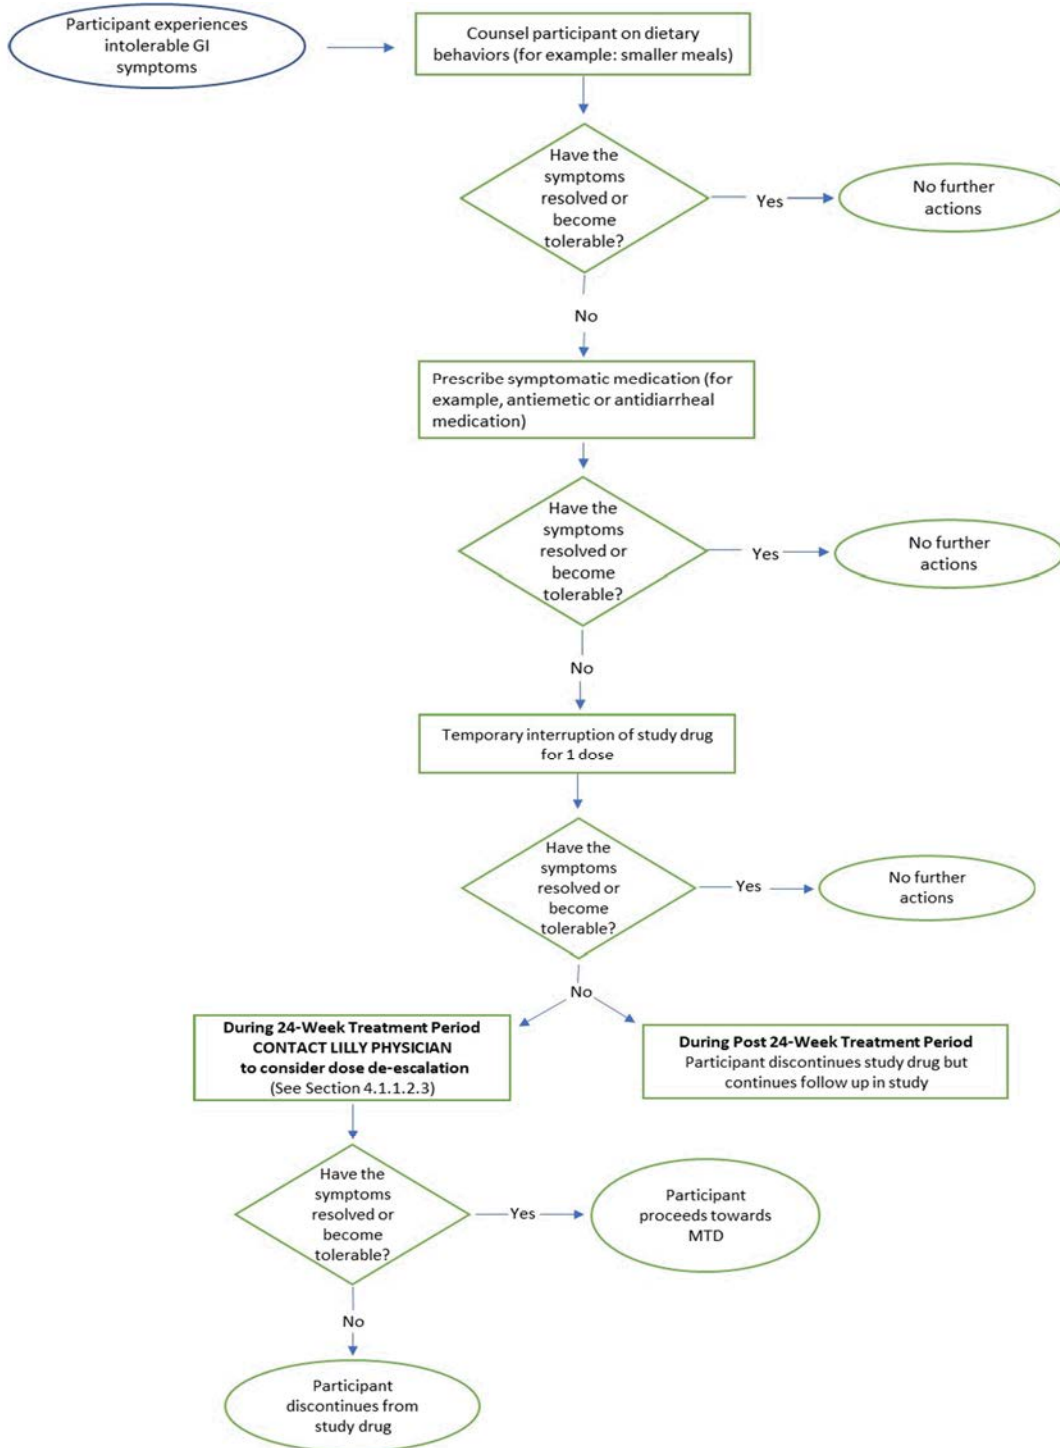 Participant experiences
intolerable GI
symptoms
Counsel participant on dietary
behaviors (for example: smaller meals)
Have the
symptoms
resolved or
become
tolerable?
Yes
No further
actions
No
Prescribe symptomatic medication (for
example, antiemetic or antidiarrheal
medication)
Have the
symptoms
resolved or
become
tolerable?
Yes
No further
actions
No
Temporary interruption of study drug
for 1 dose
Have the
symptoms
resolved or
become
tolerable?
Yes
No further
actions
No
During 24-Week Treatment Period
CONTACT LILLY PHYSICIAN
to consider dose de-escalation
(See Section 4.1.1.2.3)
During Post 24-Week Treatment Period
Participant discontinues study drug but
continues follow up in study
Have the
symptoms
resolved or
become
tolerable?
Yes
Participant
proceeds towards
MTD
No
Participant
discontinues from
study drug